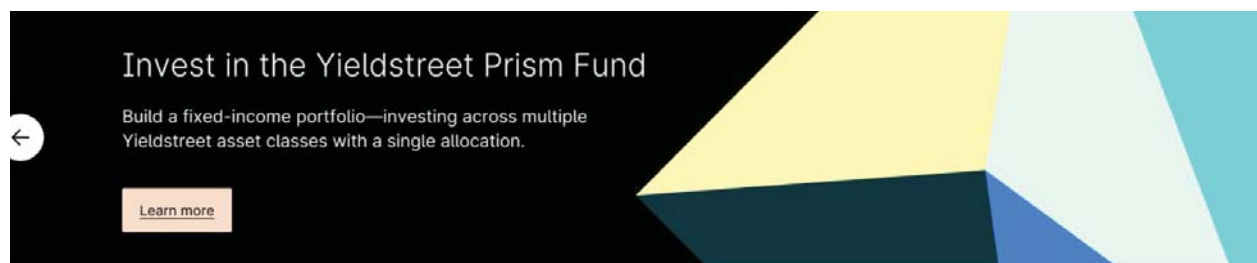 Invest in the Yieldstreet Prism Fund
Build a fixed-income portfolio—investing across multiple
Yieldstreet asset classes with a single allocation.
Learn more